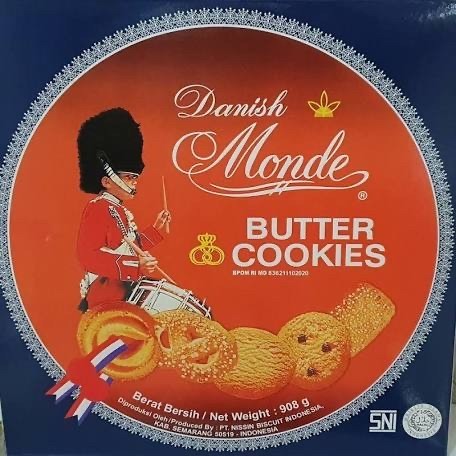 Danish
Monde ®
BUTTER
COOKIES
BPOM RI MD 836211102020
Berat Bersih / Net Weight : 908 g
Diproduksi Oleh/Produced By : PT. NISSIN BISCUIT INDONESIA,
KAB. SEMARANG 50519 - INDONESIA
SNI